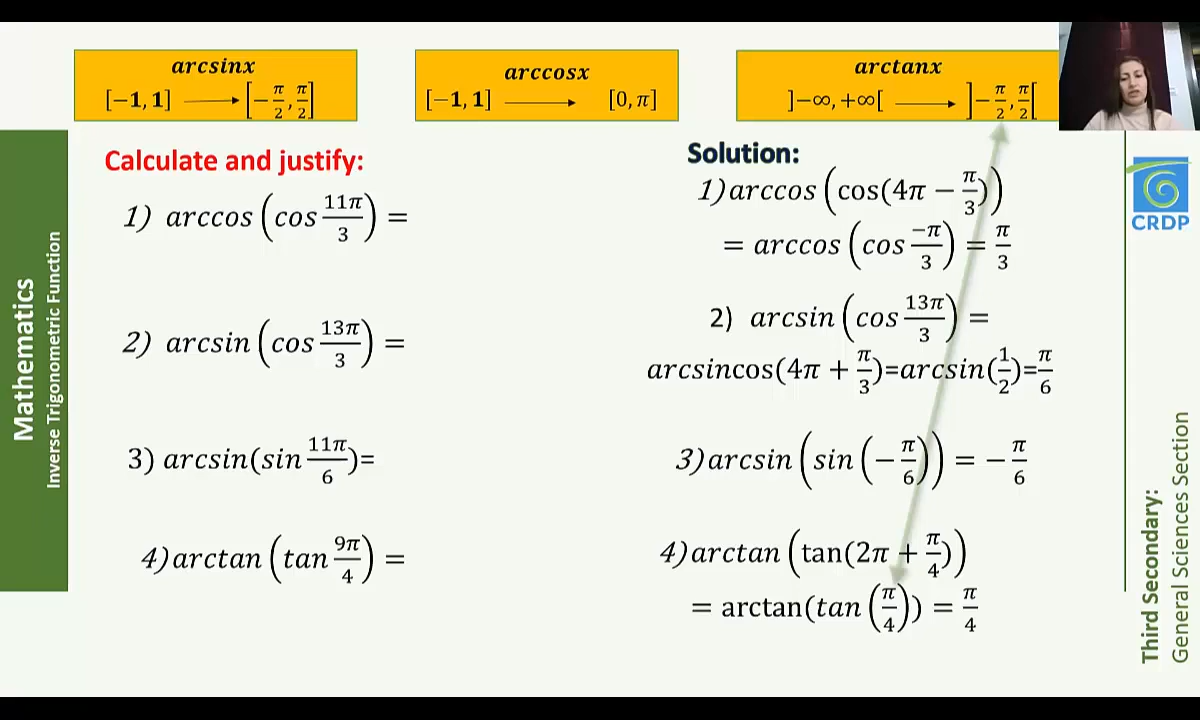 arcsinx
[−1, 1] ⟶ [−π/2, π/2]
arccosx
[−1, 1] ⟶ [0, π]
arctanx
]−∞, +∞[ ⟶ ]−π/2, π/2[
Mathematics
Inverse Trigonometric Function
Calculate and justify:
1) arccos (cos 11π/3) =
2) arcsin (cos 13π/3) =
3) arcsin(sin 11π/6)=
4)arctan (tan 9π/4) =
Solution:
1)arccos (cos(4π − π/3))
= arccos (cos −π/3) = π/3
2) arcsin (cos 13π/3) =
arcsincos(4π + π/3)=arcsin(1/2)=π/6
3)arcsin (sin (−π/6)) = −π/6
4)arctan (tan(2π + π/4))
= arctan(tan (π/4)) = π/4
CRDP
Third Secondary:
General Sciences Section